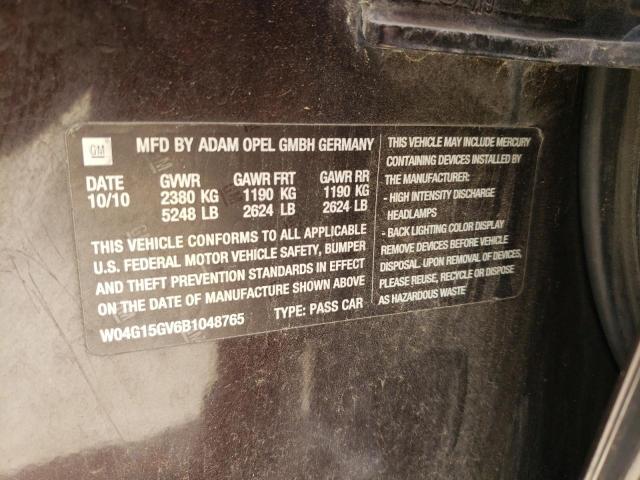 GM
MFD BY ADAM OPEL GMBH GERMANY
DATE GVWR GAWR FRT GAWR RR
10/10 2380 KG 1190 KG 1190 KG
5248 LB 2624 LB 2624 LB
THIS VEHICLE CONFORMS TO ALL APPLICABLE
U.S. FEDERAL MOTOR VEHICLE SAFETY, BUMPER
AND THEFT PREVENTION STANDARDS IN EFFECT
ON THE DATE OF MANUFACTURE SHOWN ABOVE
W04G15GV6B1048765 TYPE: PASS CAR
THIS VEHICLE MAY INCLUDE MERCURY
CONTAINING DEVICES INSTALLED BY
THE MANUFACTURER:
- HIGH INTENSITY DISCHARGE
HEADLAMPS
- BACK LIGHTING COLOR DISPLAY
REMOVE DEVICES BEFORE VEHICLE
DISPOSAL. UPON REMOVAL OF DEVICES,
PLEASE REUSE, RECYCLE OR DISPOSE
AS HAZARDOUS WASTE